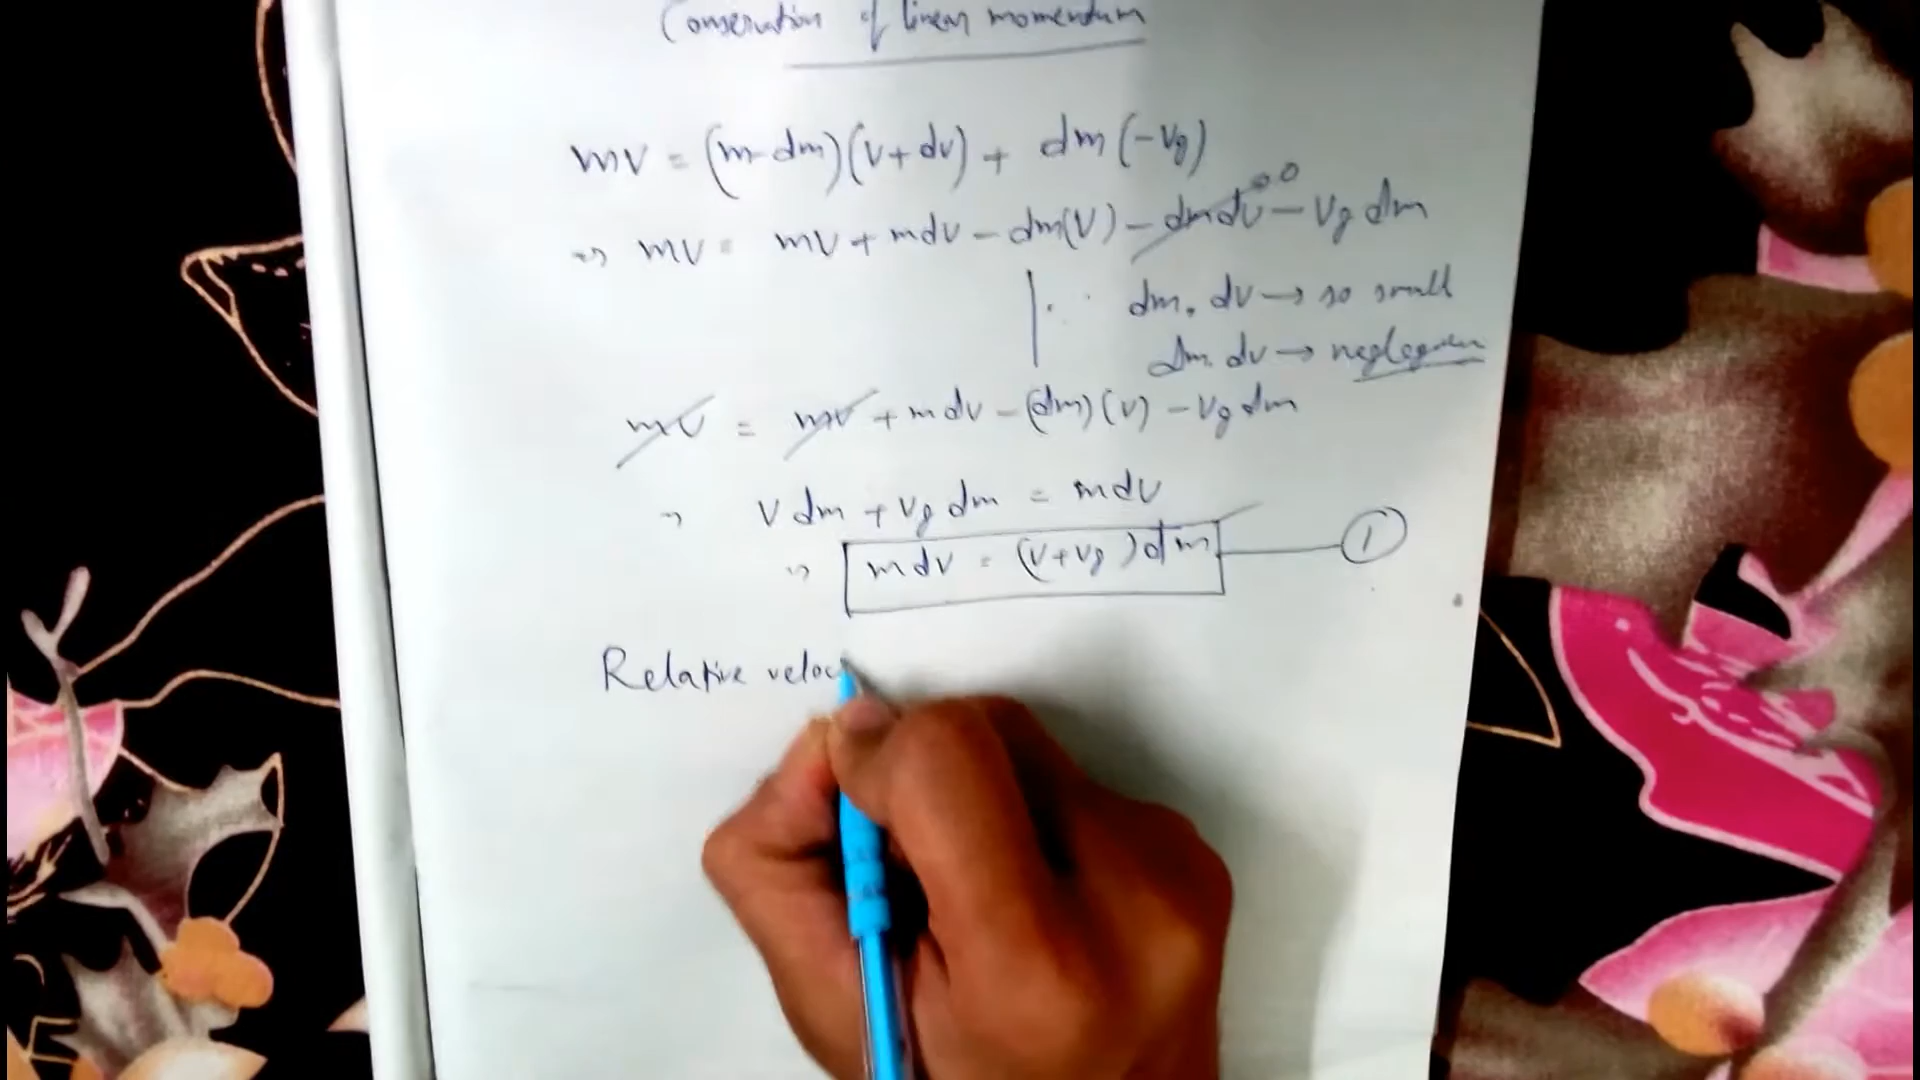 Conservation of linear momentum
mv = (m-dm)(v+dv) + dm(-vg)
=> mv = mv + mdv - dm(v) - dmdv→0 - vg dm
∵ dm, dv → so small
dm. dv →
mv = mv + mdv - (dm)(v) - vg dm
=> v dm + vg dm = mdv
=> mdv = (v+vg)dm ①
Relative veloc